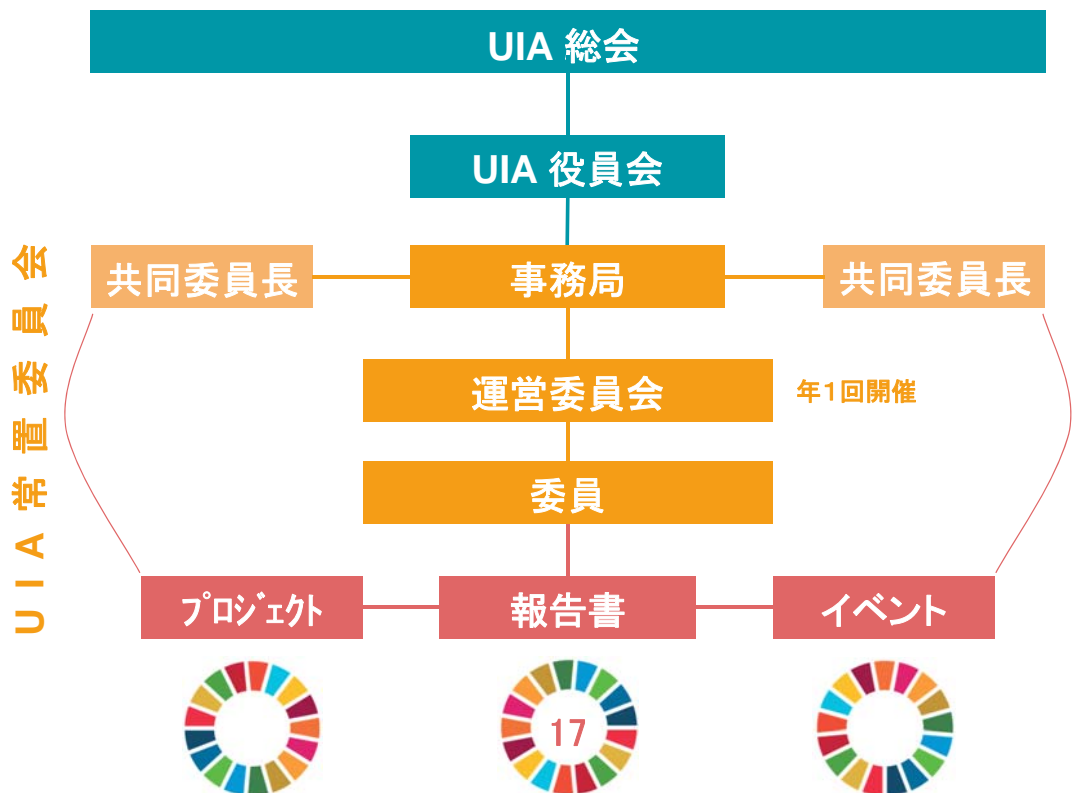 UIA 総会
UIA 役員会
UIA常置委員会
共同委員長
事務局
共同委員長
運営委員会
年1回開催
委員
ﾌﾟﾛｼﾞｪｸﾄ
報告書
イベント
17